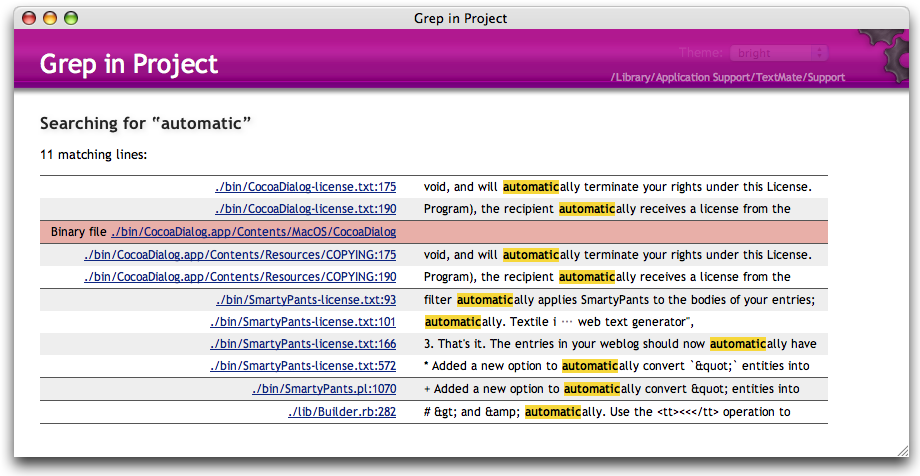 Grep in Project
Theme: bright
Grep in Project
/Library/Application Support/TextMate/Support
Searching for “automatic”
11 matching lines:
./bin/CocoaDialog-license.txt:175 void, and will automatically terminate your rights under this License.
./bin/CocoaDialog-license.txt:190 Program), the recipient automatically receives a license from the
Binary file ./bin/CocoaDialog.app/Contents/MacOS/CocoaDialog
./bin/CocoaDialog.app/Contents/Resources/COPYING:175 void, and will automatically terminate your rights under this License.
./bin/CocoaDialog.app/Contents/Resources/COPYING:190 Program), the recipient automatically receives a license from the
./bin/SmartyPants-license.txt:93 filter automatically applies SmartyPants to the bodies of your entries;
./bin/SmartyPants-license.txt:101 automatically. Textile i ⋯ web text generator",
./bin/SmartyPants-license.txt:166 3. That's it. The entries in your weblog should now automatically have
./bin/SmartyPants-license.txt:572 * Added a new option to automatically convert `&quot;` entities into
./bin/SmartyPants.pl:1070 + Added a new option to automatically convert &quot; entities into
./lib/Builder.rb:282 # &gt; and &amp; automatically. Use the <tt><<</tt> operation to